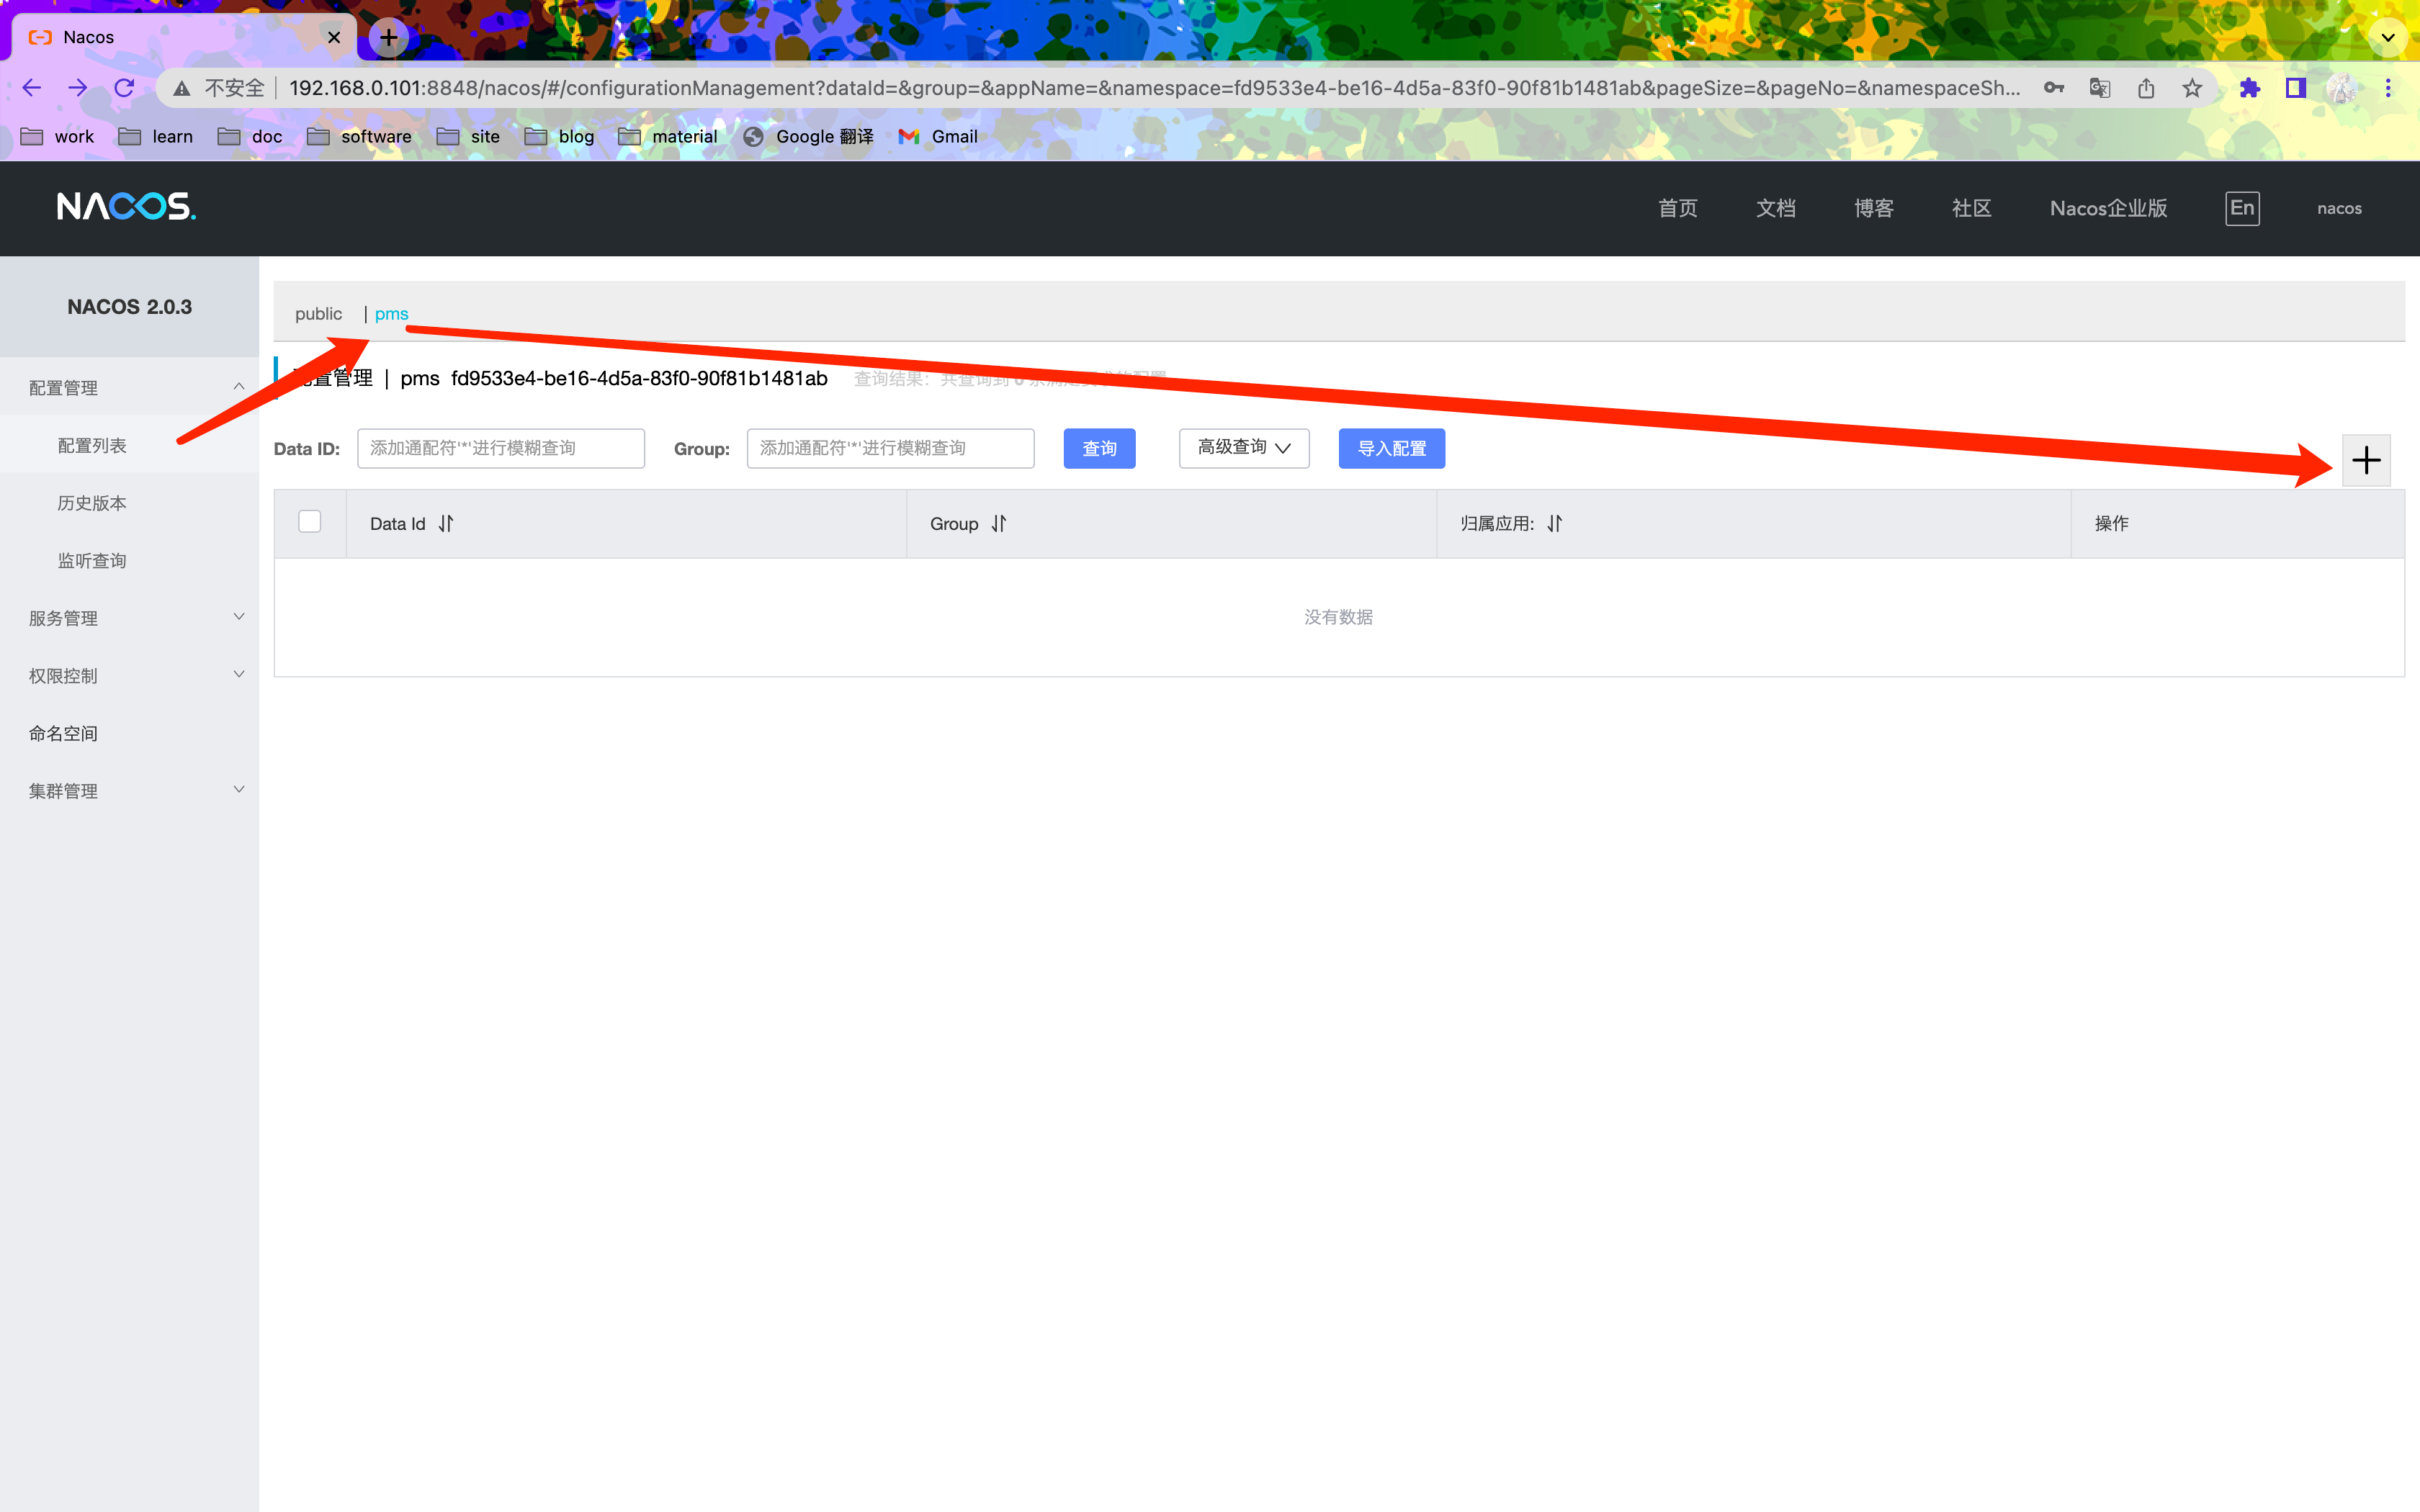 Nacos
不安全 | 192.168.0.101:8848/nacos/#/configurationManagement?dataId=&group=&appName=&namespace=fd9533e4-be16-4d5a-83f0-90f81b1481ab&pageSize=&pageNo=&namespaceSh...
work learn doc software site blog material Google 翻译 Gmail
NACOS.
首页 文档 博客 社区 Nacos企业版 En nacos
NACOS 2.0.3
配置管理
配置列表
历史版本
监听查询
服务管理
权限控制
命名空间
集群管理
public | pms
置管理 | pms fd9533e4-be16-4d5a-83f0-90f81b1481ab 查询结果：共查询到
Data ID: 添加通配符'*'进行模糊查询 Group: 添加通配符'*'进行模糊查询 查询 高级查询 导入配置
Data Id Group 归属应用: 操作
没有数据